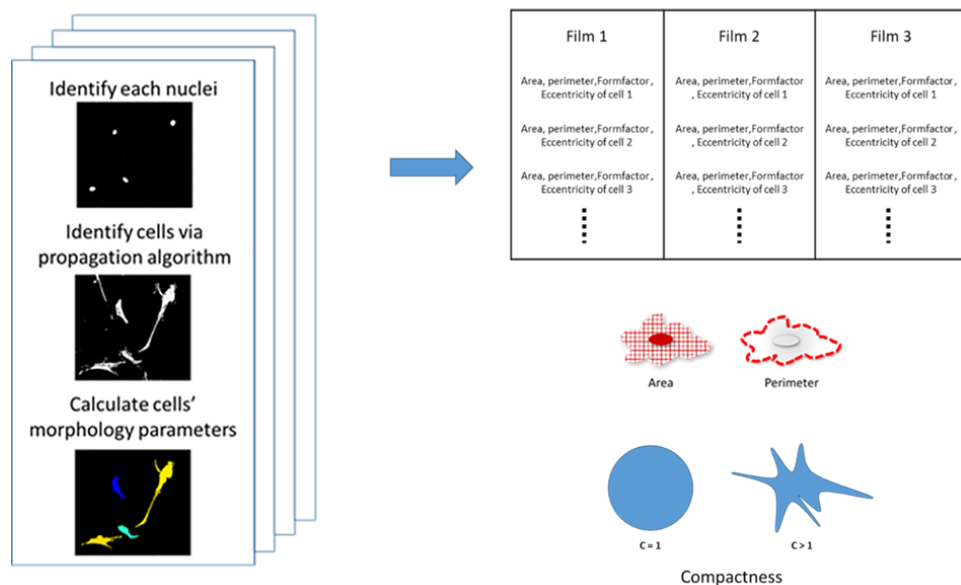 Identify each nuclei
Identify cells via
propagation algorithm
Calculate cells'
morphology parameters
Film 1
Area, perimeter,Formfactor,
Eccentricity of cell 1
Area, perimeter,Formfactor,
Eccentricity of cell 2
Area, perimeter,Formfactor,
Eccentricity of cell 3
Film 2
Area, perimeter,Formfactor
, Eccentricity of cell 1
Area, perimeter,Formfactor
, Eccentricity of cell 2
Area, perimeter,Formfactor
, Eccentricity of cell 3
Film 3
Area, perimeter,Formfactor,
Eccentricity of cell 1
Area, perimeter,Formfactor,
Eccentricity of cell 2
Area, perimeter,Formfactor,
Eccentricity of cell 3
Area
Perimeter
C = 1
C > 1
Compactness